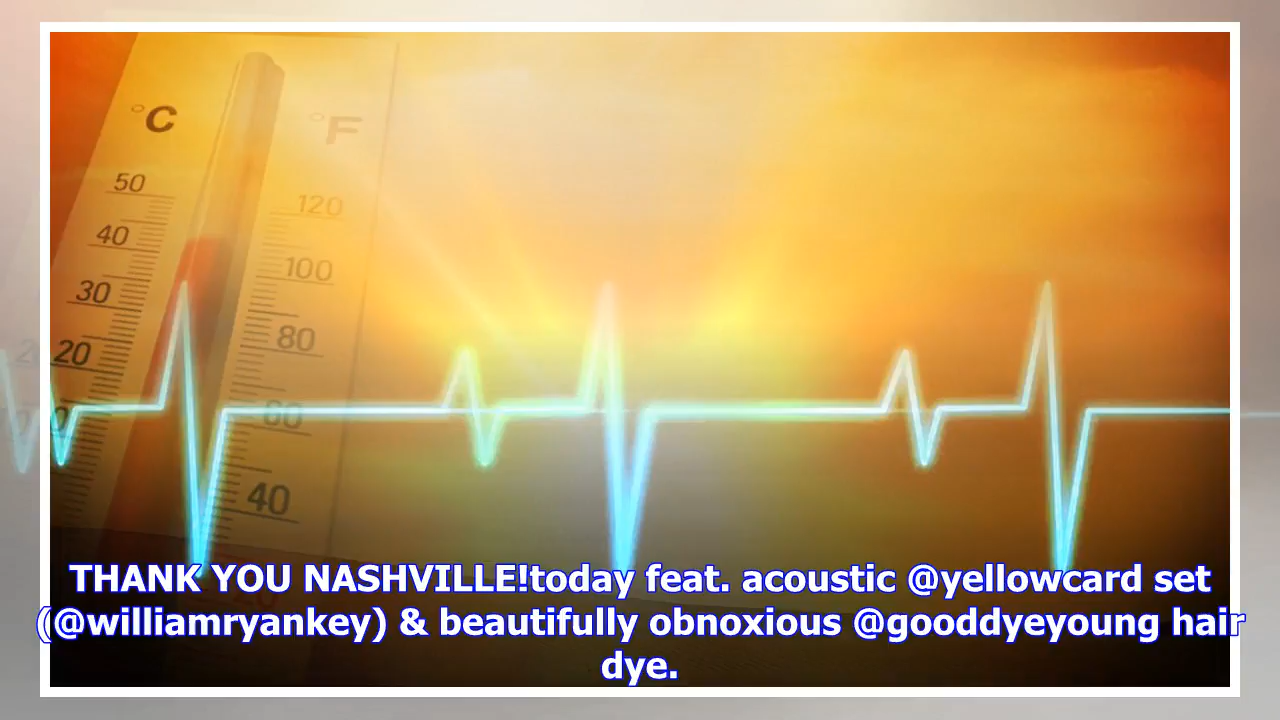 °C
°F
50
120
40
100
30
80
20
60
40
THANK YOU NASHVILLE!today feat. acoustic @yellowcard set
(@williamryankey) & beautifully obnoxious @gooddyeyoung hair
dye.